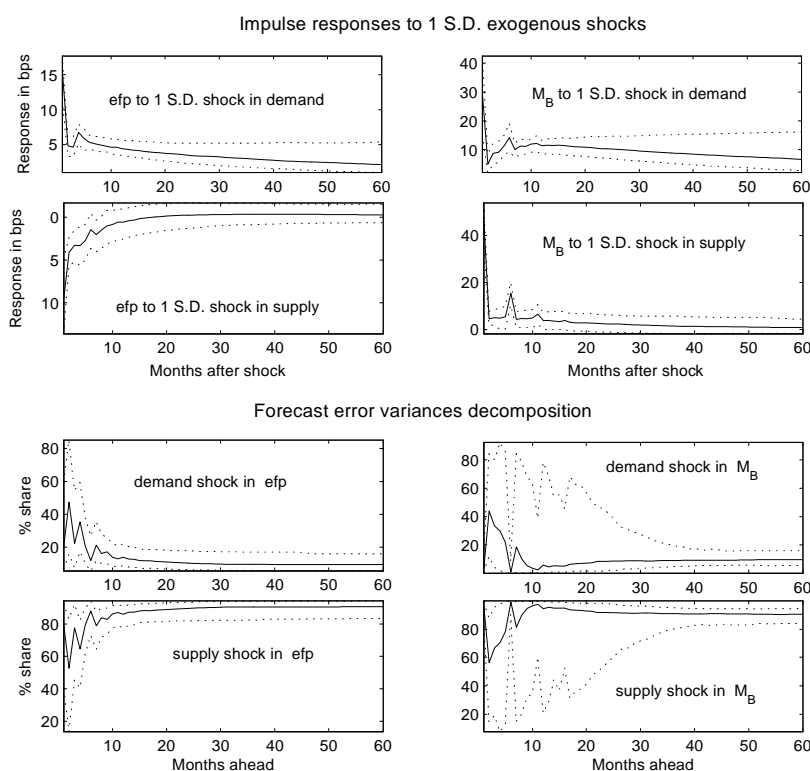 Impulse responses to 1 S.D. exogenous shocks
Response in bps
15
10
5
efp to 1 S.D. shock in demand
10 20 30 40 50 60
40
30
20
10
0
M_B to 1 S.D. shock in demand
10 20 30 40 50 60
Response in bps
0
5
10
efp to 1 S.D. shock in supply
10 20 30 40 50 60
Months after shock
40
20
0
M_B to 1 S.D. shock in supply
10 20 30 40 50 60
Months after shock
Forecast error variances decomposition
% share
80
60
40
20
demand shock in efp
10 20 30 40 50 60
80
60
40
20
demand shock in M_B
0 10 20 30 40 50 60
% share
80
60
40
20
supply shock in efp
10 20 30 40 50 60
Months ahead
80
60
40
20
supply shock in M_B
0 10 20 30 40 50 60
Months ahead